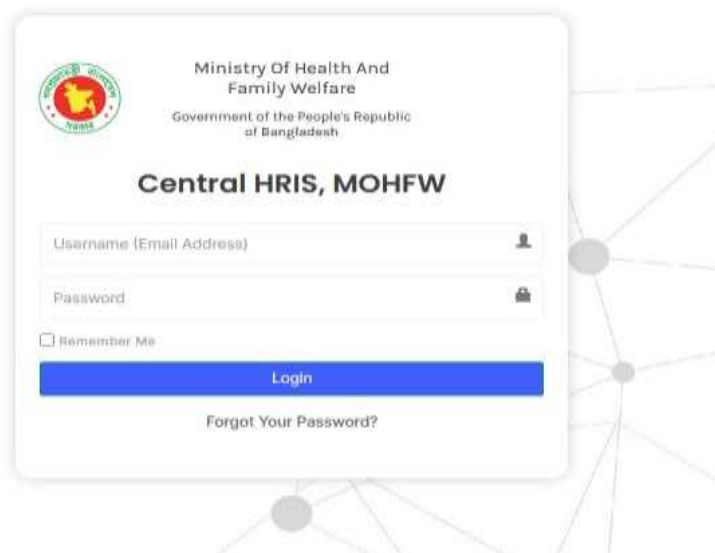 Ministry Of Health And
Family Welfare
Government of the People's Republic
of Bangladesh
Central HRIS, MOHFW
Username (Email Address)
Password
Remember Me
Login
Forgot Your Password?